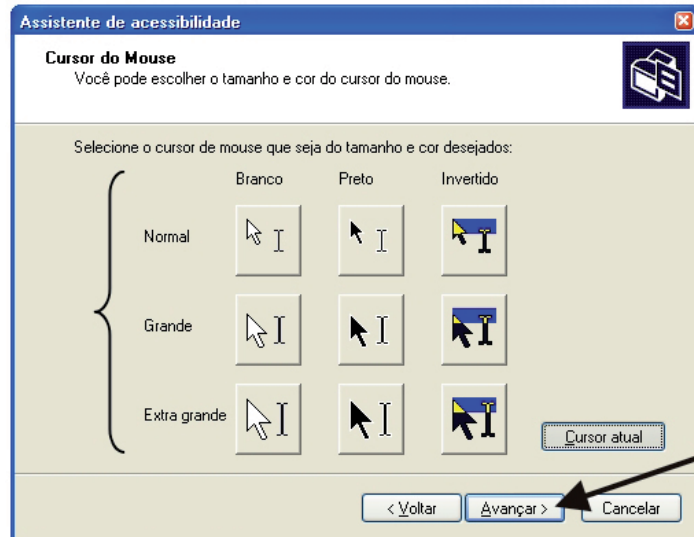 Assistente de acessibilidade
Cursor do Mouse
Você pode escolher o tamanho e cor do cursor do mouse.
Selecione o cursor de mouse que seja do tamanho e cor desejados:
Branco Preto Invertido
Normal
Grande
Extra grande
Cursor atual
< Voltar Avançar > Cancelar